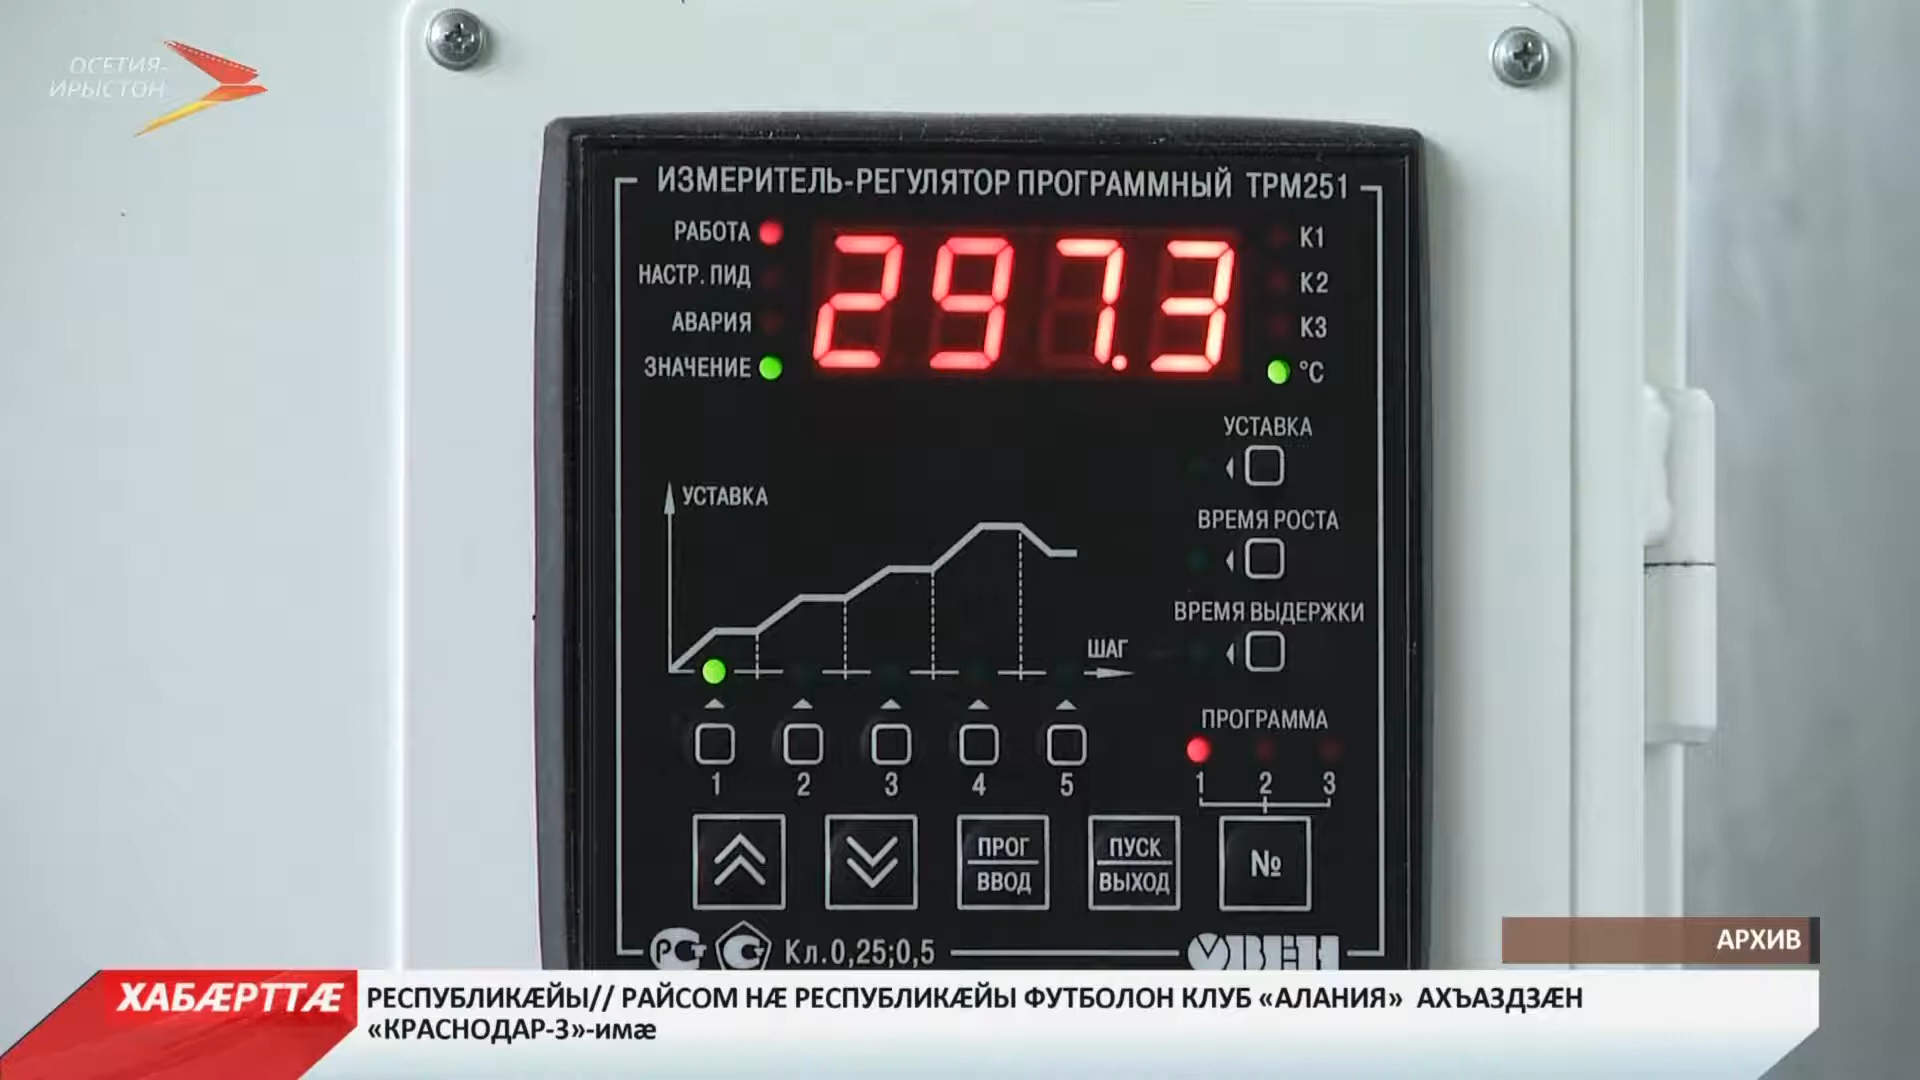 ОСЕТИЯ-
ИРЫСТОН
ИЗМЕРИТЕЛЬ-РЕГУЛЯТОР ПРОГРАММНЫЙ ТРМ251
РАБОТА
НАСТР. ПИД
АВАРИЯ
ЗНАЧЕНИЕ
297.3
К1
К2
К3
°C
УСТАВКА
ВРЕМЯ РОСТА
ВРЕМЯ ВЫДЕРЖКИ
УСТАВКА
ШАГ
1 2 3 4 5
ПРОГРАММА
1 2 3
ПРОГ
ВВОД
ПУСК
ВЫХОД
№
РСТ
Кл.0,25;0,5
ОВЕН
АРХИВ
ХАБÆРТТÆ
РЕСПУБЛИКÆЙЫ// РАЙСОМ НÆ РЕСПУБЛИКÆЙЫ ФУТБОЛОН КЛУБ «АЛАНИЯ» АХЪАЗДЗÆН
«КРАСНОДАР-3»-имæ